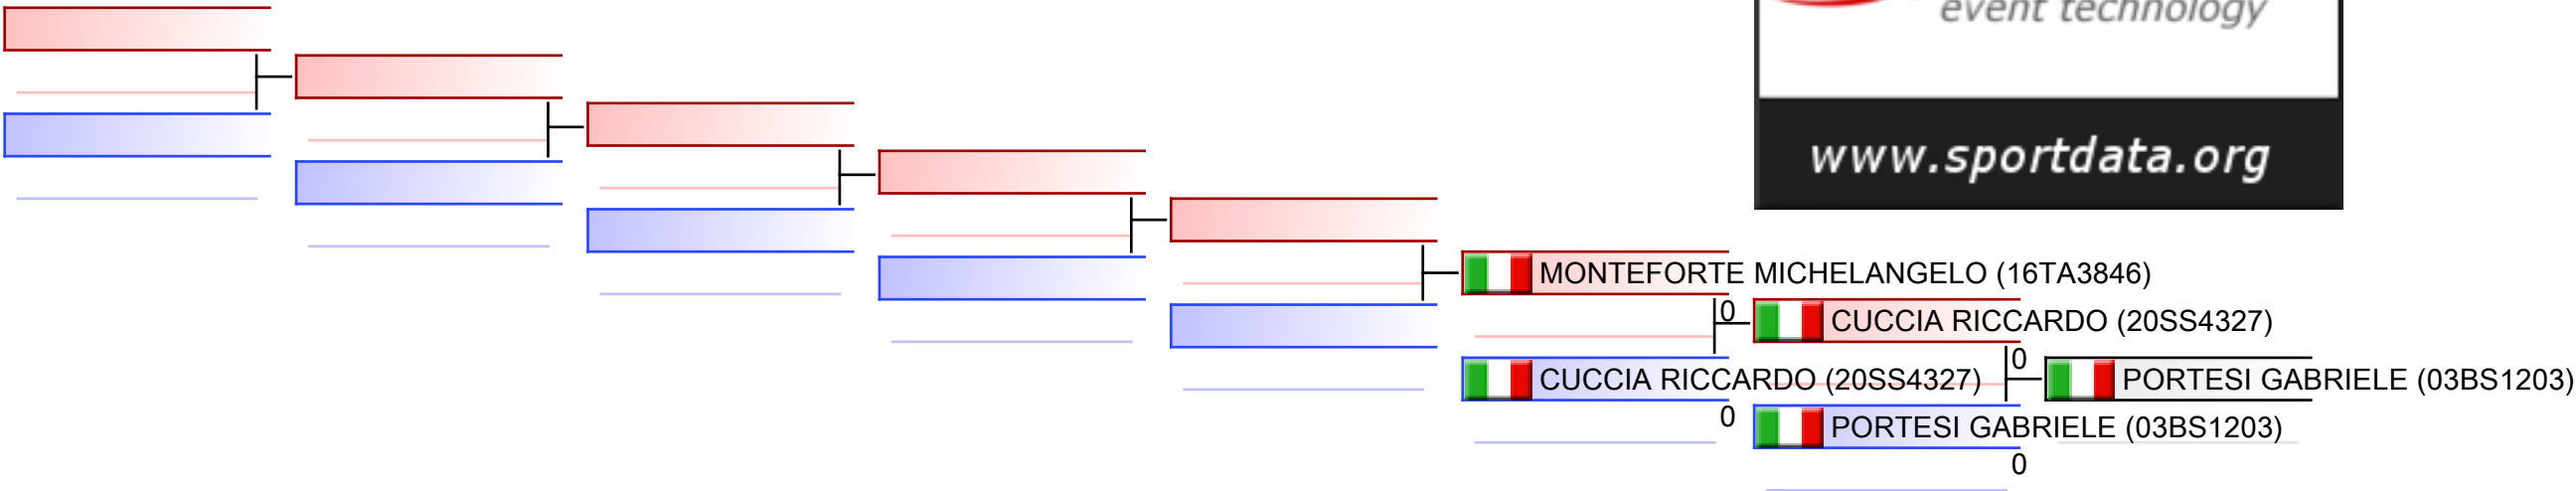 event technology
www.sportdata.org
MONTEFORTE MICHELANGELO (16TA3846)
0
CUCCIA RICCARDO (20SS4327)
0
CUCCIA RICCARDO (20SS4327)
PORTESI GABRIELE (03BS1203)
0
PORTESI GABRIELE (03BS1203)
0